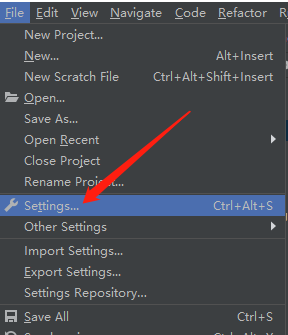 File Edit View Navigate Code Refactor
New Project...
New... Alt+Insert
New Scratch File Ctrl+Alt+Shift+Insert
Open...
Save As...
Open Recent
Close Project
Rename Project...
Settings... Ctrl+Alt+S
Other Settings
Import Settings...
Export Settings...
Settings Repository...
Save All Ctrl+S